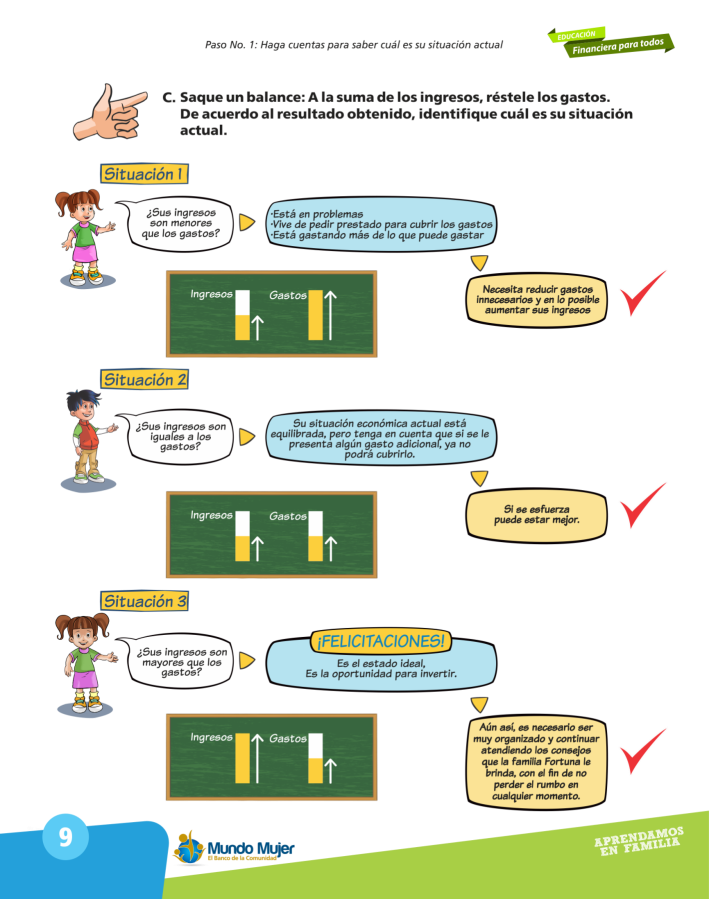 Paso No. 1: Haga cuentas para saber cuál es su situación actual
EDUCACIÓN
Financiera para todos
C. Saque un balance: A la suma de los ingresos, réstele los gastos.
De acuerdo al resultado obtenido, identifique cuál es su situación
actual.
Situación 1
¿Sus ingresos
son menores
que los gastos?
·Está en problemas
·Vive de pedir prestado para cubrir los gastos
·Está gastando más de lo que puede gastar
Necesita reducir gastos
innecesarios y en lo posible
aumentar sus ingresos
Ingresos
Gastos
Situación 2
¿Sus ingresos son
iguales a los
gastos?
Su situación económica actual está
equilibrada, pero tenga en cuenta que si se le
presenta algún gasto adicional, ya no
podrá cubrirlo.
Si se esfuerza
puede estar mejor.
Ingresos
Gastos
Situación 3
¿Sus ingresos son
mayores que los
gastos?
¡FELICITACIONES!
Es el estado ideal,
Es la oportunidad para invertir.
Aún así, es necesario ser
muy organizado y continuar
atendiendo los consejos
que la familia Fortuna le
brinda, con el fin de no
perder el rumbo en
cualquier momento.
Ingresos
Gastos
9
Mundo Mujer
El Banco de la Comunidad
APRENDAMOS
EN FAMILIA